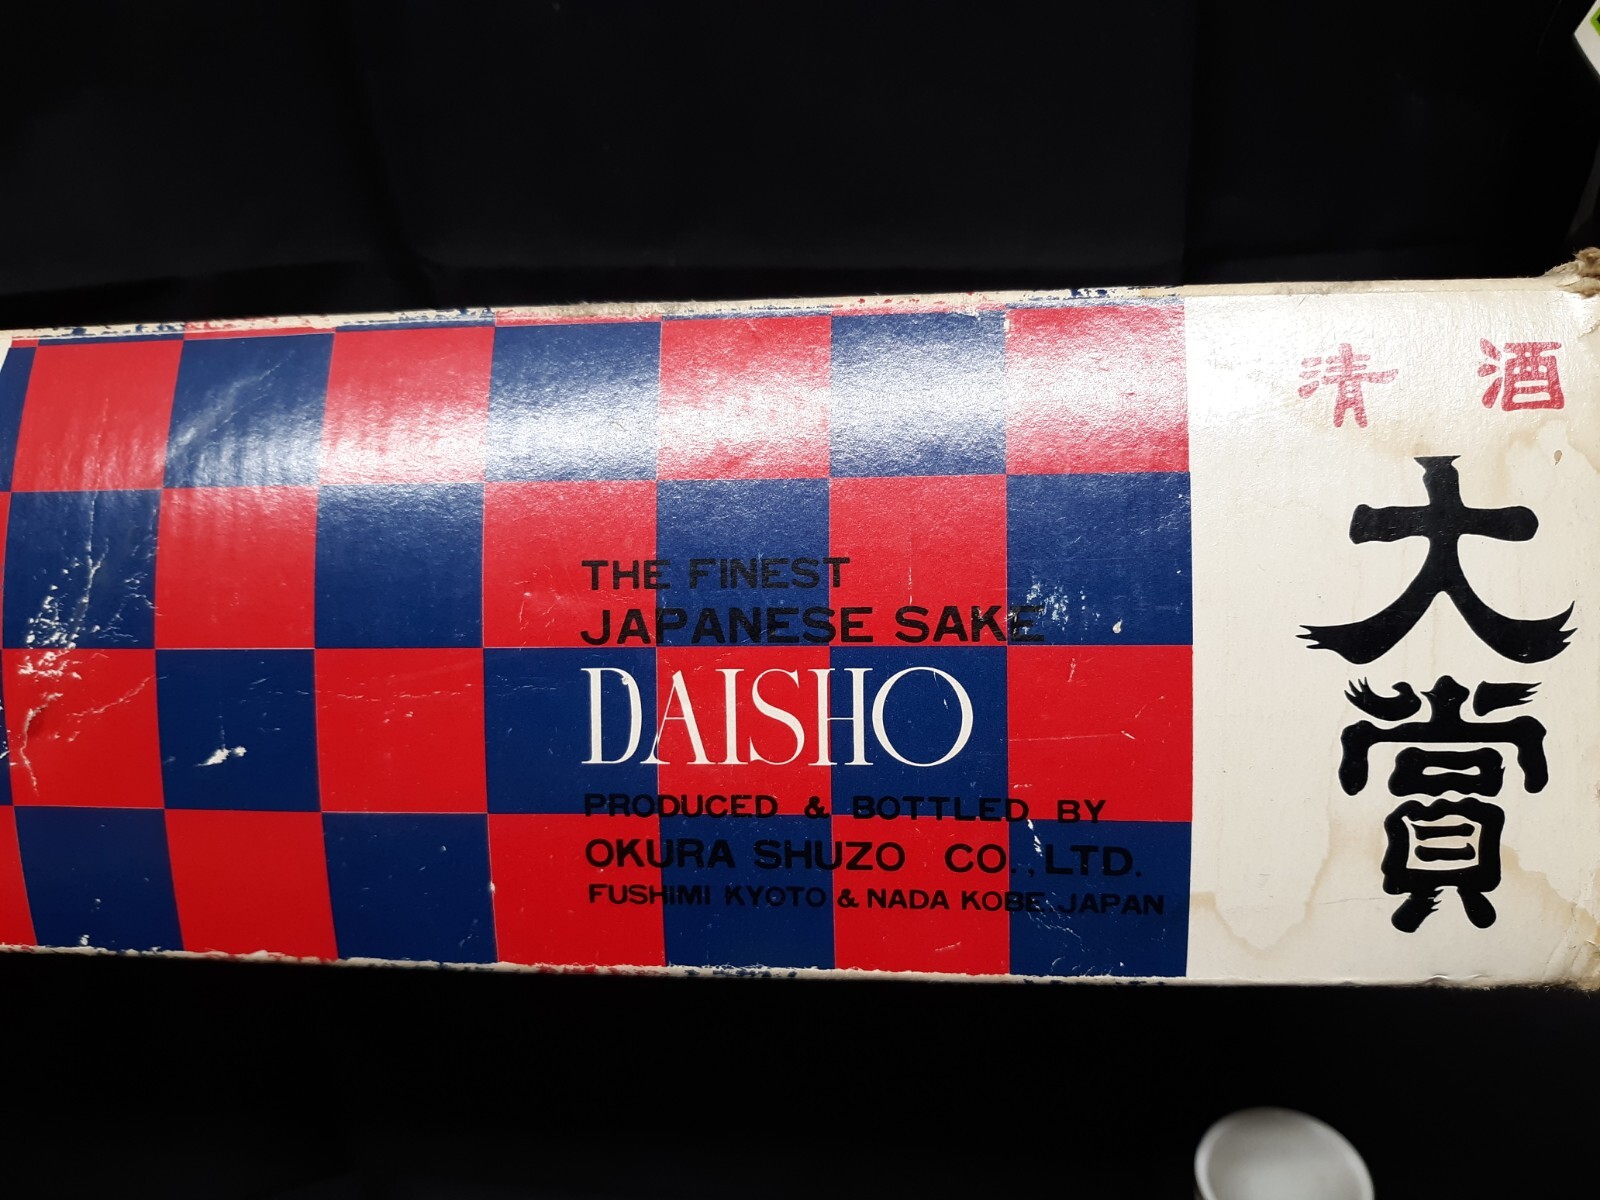 THE FINEST
JAPANESE SAKE
DAISHO
PRODUCED & BOTTLED BY
OKURA SHUZO CO., LTD.
FUSHIMI KYOTO & NADA KOBE JAPAN
清酒
大賞